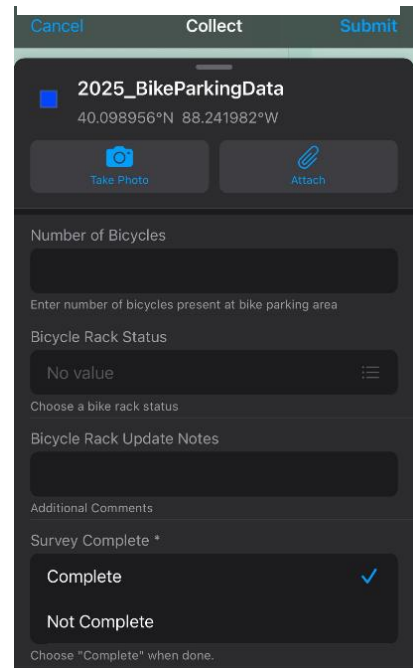 Cancel Collect Submit
2025_BikeParkingData
40.098956°N 88.241982°W
Take Photo Attach
Number of Bicycles
Enter number of bicycles present at bike parking area
Bicycle Rack Status
No value
Choose a bike rack status
Bicycle Rack Update Notes
Additional Comments
Survey Complete *
Complete
Not Complete
Choose "Complete" when done.